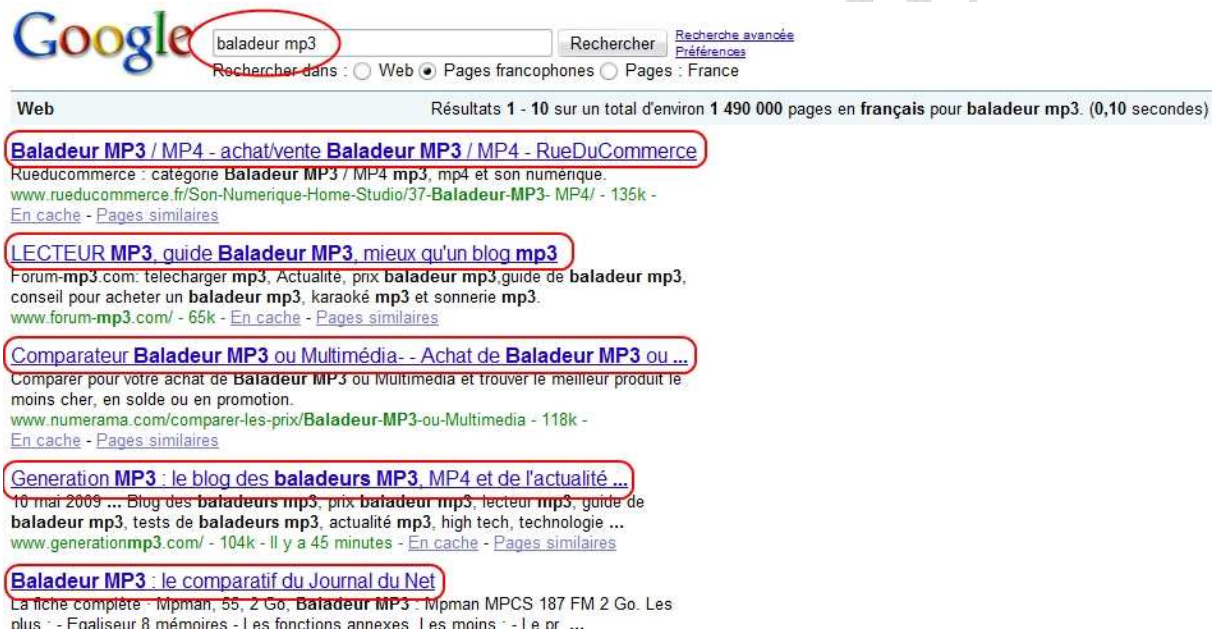 Google baladeur mp3 Rechercher Recherche avancée
Préférences
Rechercher dans : Web Pages francophones Pages : France
Web Résultats 1 - 10 sur un total d'environ 1 490 000 pages en français pour baladeur mp3. (0,10 secondes)
Baladeur MP3 / MP4 - achat/vente Baladeur MP3 / MP4 - RueDuCommerce
Rueducommerce : catégorie Baladeur MP3 / MP4 mp3, mp4 et son numérique.
www.rueducommerce.fr/Son-Numerique-Home-Studio/37-Baladeur-MP3- MP4/ - 135k -
En cache - Pages similaires
LECTEUR MP3, guide Baladeur MP3, mieux qu'un blog mp3
Forum-mp3.com: telecharger mp3, Actualité, prix baladeur mp3,guide de baladeur mp3,
conseil pour acheter un baladeur mp3, karaoké mp3 et sonnerie mp3.
www.forum-mp3.com/ - 65k - En cache - Pages similaires
Comparateur Baladeur MP3 ou Multimédia- - Achat de Baladeur MP3 ou ...
Comparer pour votre achat de Baladeur MP3 ou Multimedia et trouver le meilleur produit le
moins cher, en solde ou en promotion.
www.numerama.com/comparer-les-prix/Baladeur-MP3-ou-Multimedia - 118k -
En cache - Pages similaires
Generation MP3 : le blog des baladeurs MP3, MP4 et de l'actualité ...
10 mai 2009 ... Blog des baladeurs mp3, prix baladeur mp3, lecteur mp3, guide de
baladeur mp3, tests de baladeurs mp3, actualité mp3, high tech, technologie ...
www.generationmp3.com/ - 104k - Il y a 45 minutes - En cache - Pages similaires
Baladeur MP3 : le comparatif du Journal du Net
La fiche complète · Mpman, 55, 2 Go, Baladeur MP3 : Mpman MPCS 187 FM 2 Go. Les
plus : - Egaliseur 8 mémoires - Les fonctions annexes. Les moins : - Le pr. ...